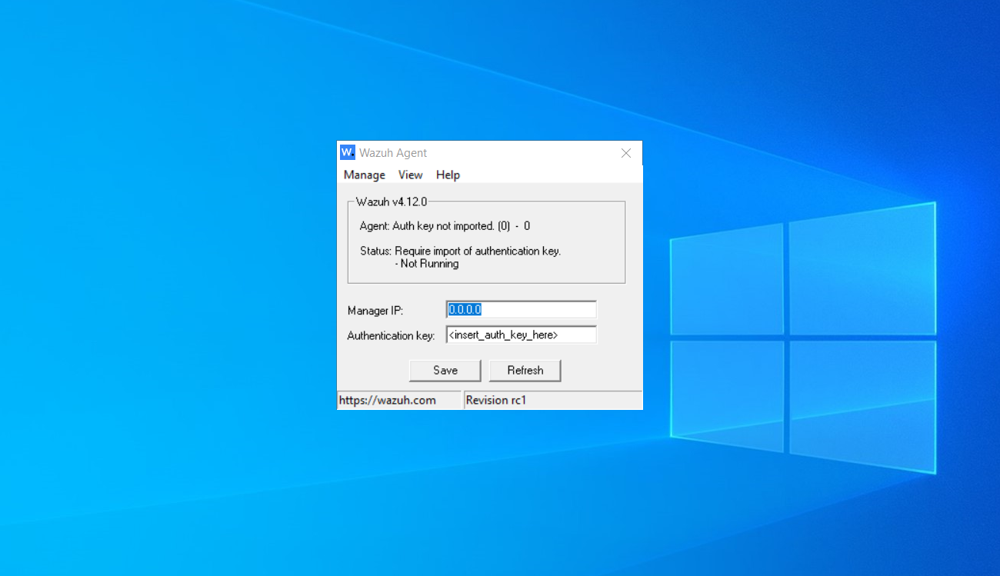 W. Wazuh Agent
Manage View Help
Wazuh v4.12.0
Agent: Auth key not imported. (0) - 0
Status: Require import of authentication key.
- Not Running
Manager IP: 0.0.0.0
Authentication key: <insert_auth_key_here>
Save Refresh
https://wazuh.com Revision rc1